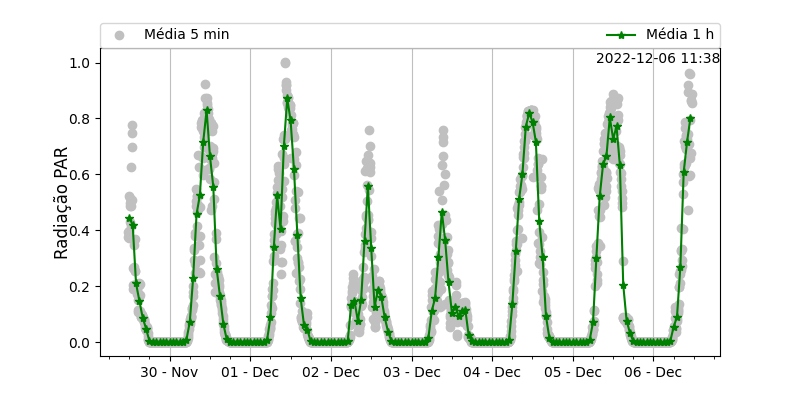 Média 5 min
Média 1 h
2022-12-06 11:38
Radiação PAR
1.0
0.8
0.6
0.4
0.2
0.0
30 - Nov
01 - Dec
02 - Dec
03 - Dec
04 - Dec
05 - Dec
06 - Dec